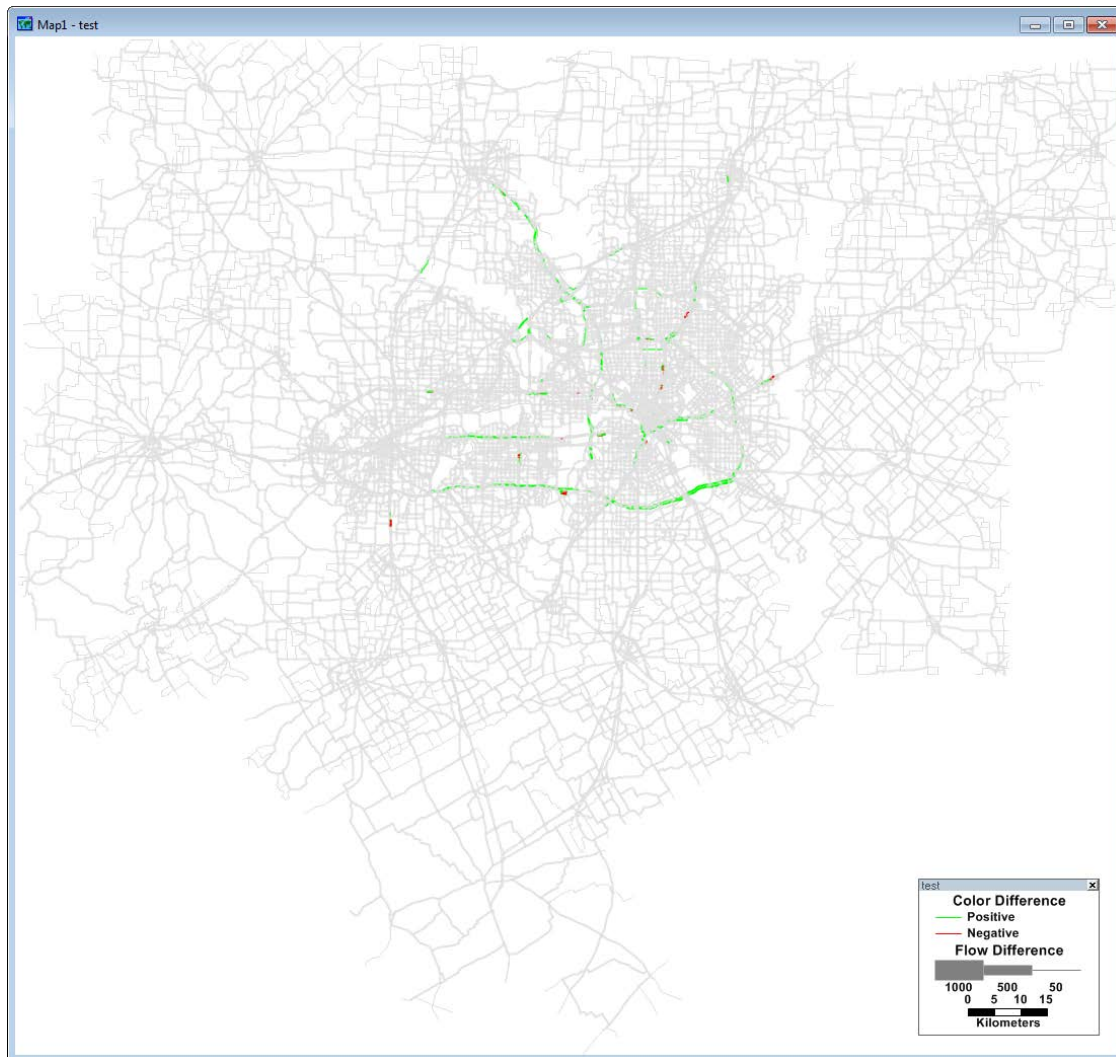 Map1 - test
test
Color Difference
Positive
Negative
Flow Difference
1000 500 50
0 5 10 15
Kilometers